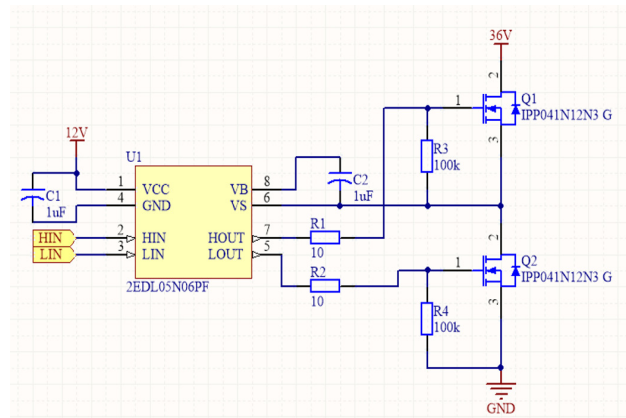 36V
2
1
Q1
IPP041N12N3 G
3
12V
U1
R3
100k
C1
1uF
1
VCC
VB
8
C2
1uF
4
GND
VS
6
HIN
2
HIN
HOUT
7
R1
10
LIN
3
LIN
LOUT
5
R2
10
2EDL05N06PF
2
1
Q2
IPP041N12N3 G
3
R4
100k
GND